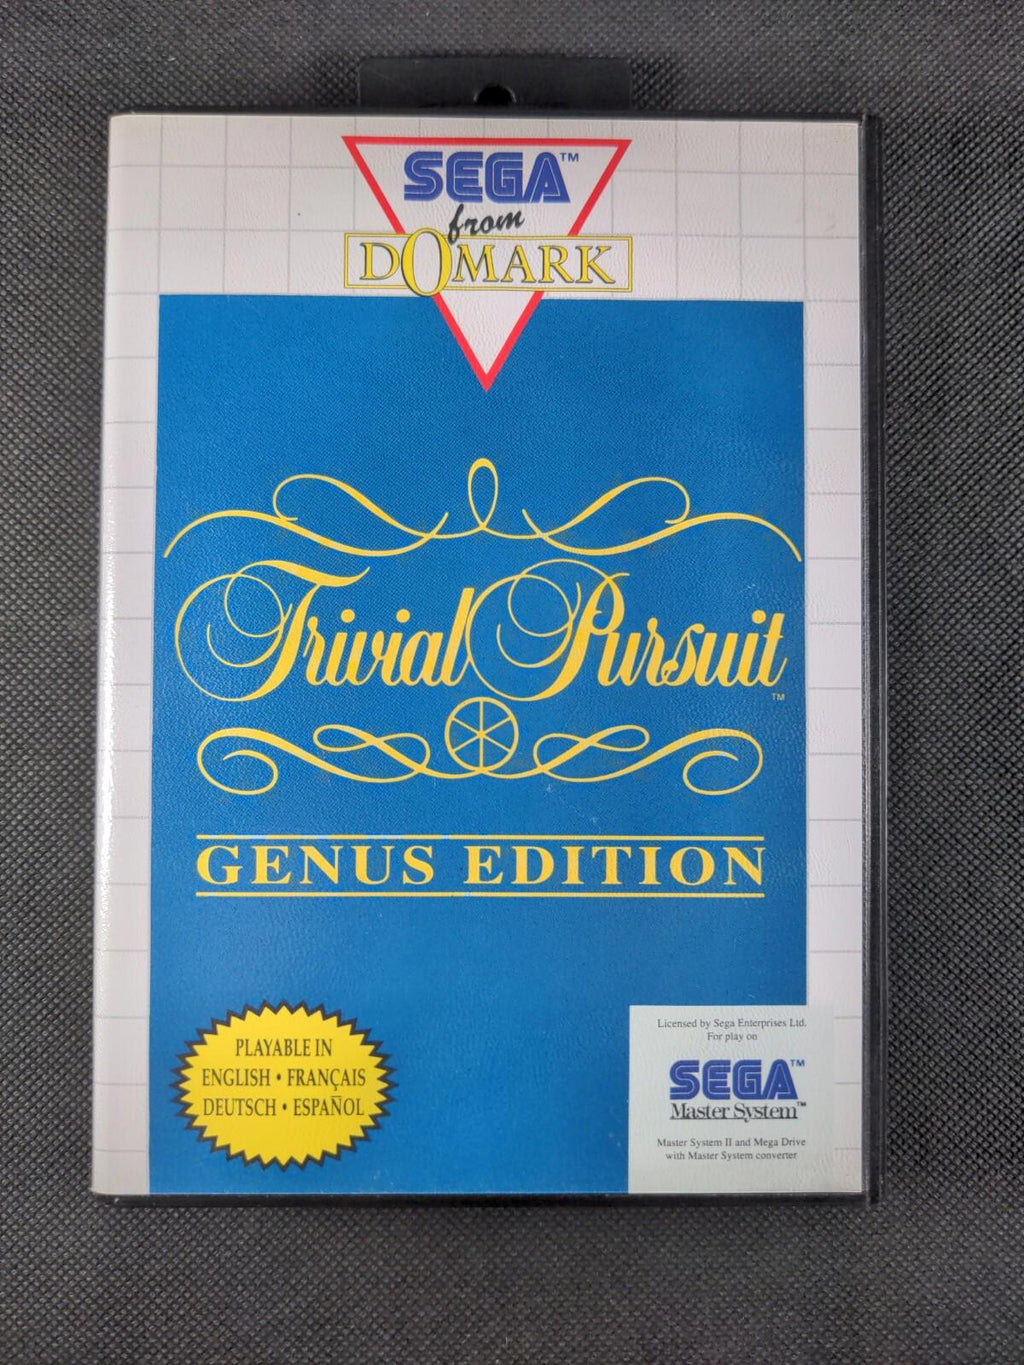 SEGA™
from
DOMARK
Trivial Pursuit™
GENUS EDITION
PLAYABLE IN
ENGLISH • FRANÇAIS
DEUTSCH • ESPAÑOL
Licensed by Sega Enterprises Ltd.
For play on
SEGA™
Master System™
Master System II and Mega Drive
with Master System converter